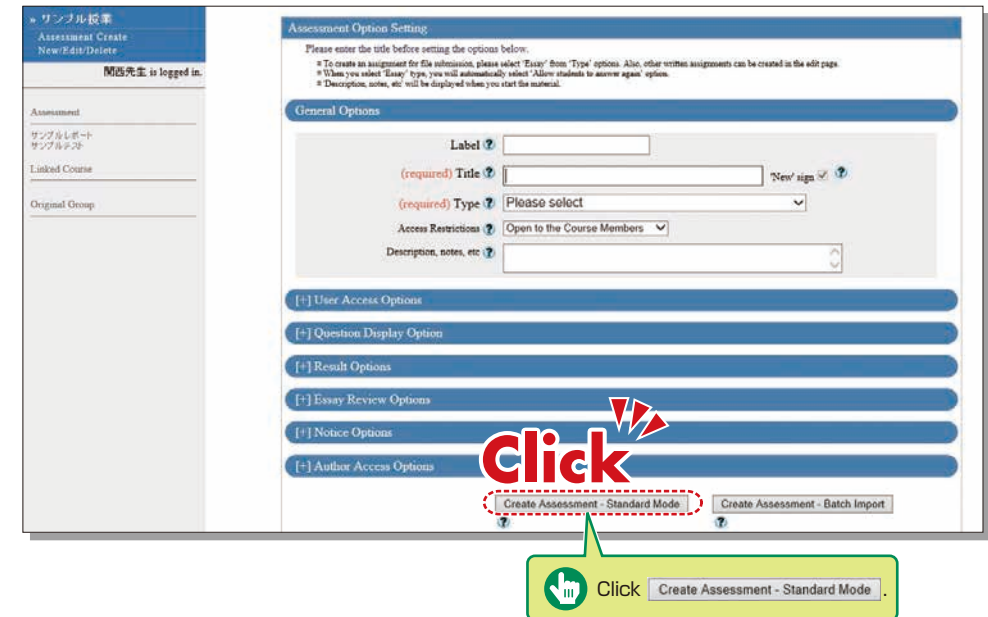 » サンプル授業
Assessment Create
New/Edit/Delete
関西先生 is logged in.
Assessment
サンプルレポート
サンプルテスト
Linked Course
Original Group
Assessment Option Setting
Please enter the title before setting the options below.
※ To create an assignment for file submission, please select 'Essay' from 'Type' options. Also, other written assignments can be created in the edit page.
※ When you select 'Essay' type, you will automatically select 'Allow students to answer again' option.
※ 'Description, notes, etc' will be displayed when you start the material.
General Options
Label ?
(required) Title ? 'New' sign ?
(required) Type ? Please select
Access Restrictions ? Open to the Course Members
Description, notes, etc ?
[+] User Access Options
[+] Question Display Option
[+] Result Options
[+] Essay Review Options
[+] Notice Options
[+] Author Access Options
Click
Create Assessment - Standard Mode Create Assessment - Batch Import
? ?
Click Create Assessment - Standard Mode .